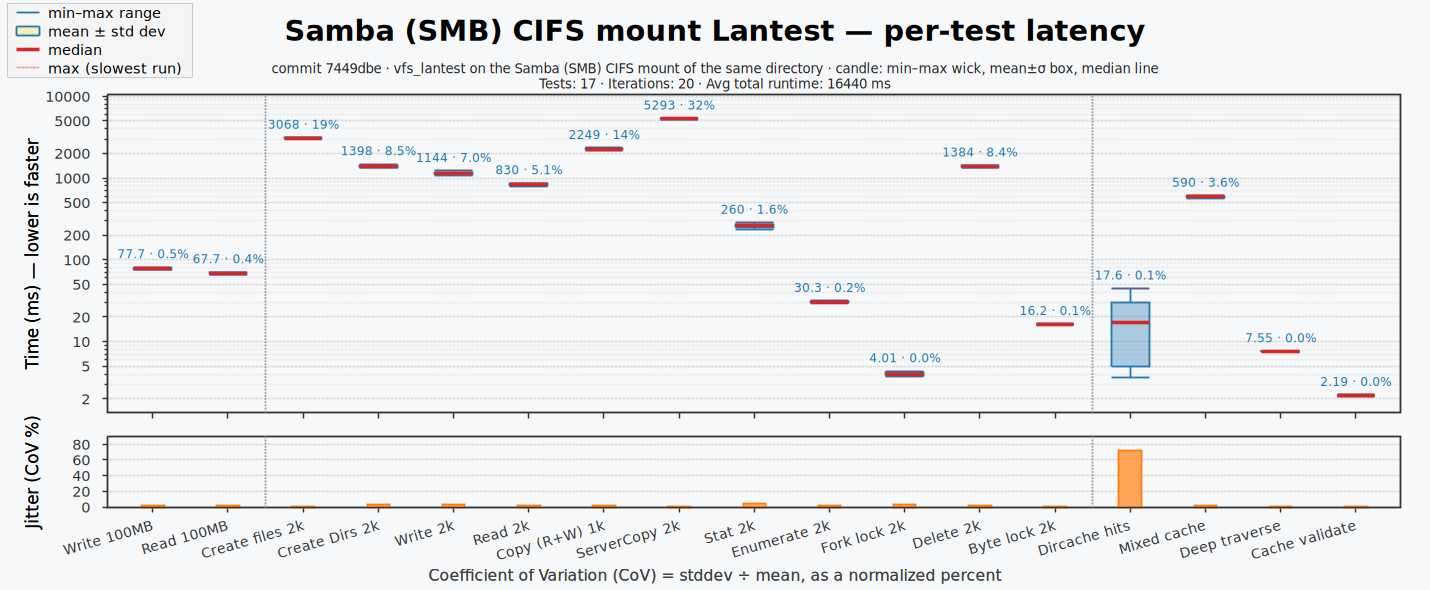 min–max range
mean ± std dev
median
max (slowest run)
Samba (SMB) CIFS mount Lantest — per-test latency
commit 7449dbe · vfs_lantest on the Samba (SMB) CIFS mount of the same directory · candle: min–max wick, mean±σ box, median line
Tests: 17 · Iterations: 20 · Avg total runtime: 16440 ms
Time (ms) — lower is faster
10000
5000
2000
1000
500
200
100
50
20
10
5
2
77.7 · 0.5%
67.7 · 0.4%
3068 · 19%
1398 · 8.5%
1144 · 7.0%
830 · 5.1%
2249 · 14%
5293 · 32%
260 · 1.6%
30.3 · 0.2%
4.01 · 0.0%
1384 · 8.4%
16.2 · 0.1%
17.6 · 0.1%
590 · 3.6%
7.55 · 0.0%
2.19 · 0.0%
Jitter (CoV %)
80
60
40
20
0
Write 100MB
Read 100MB
Create files 2k
Create Dirs 2k
Write 2k
Read 2k
Copy (R+W) 1k
ServerCopy 2k
Stat 2k
Enumerate 2k
Fork lock 2k
Delete 2k
Byte lock 2k
Dircache hits
Mixed cache
Deep traverse
Cache validate
Coefficient of Variation (CoV) = stddev ÷ mean, as a normalized percent